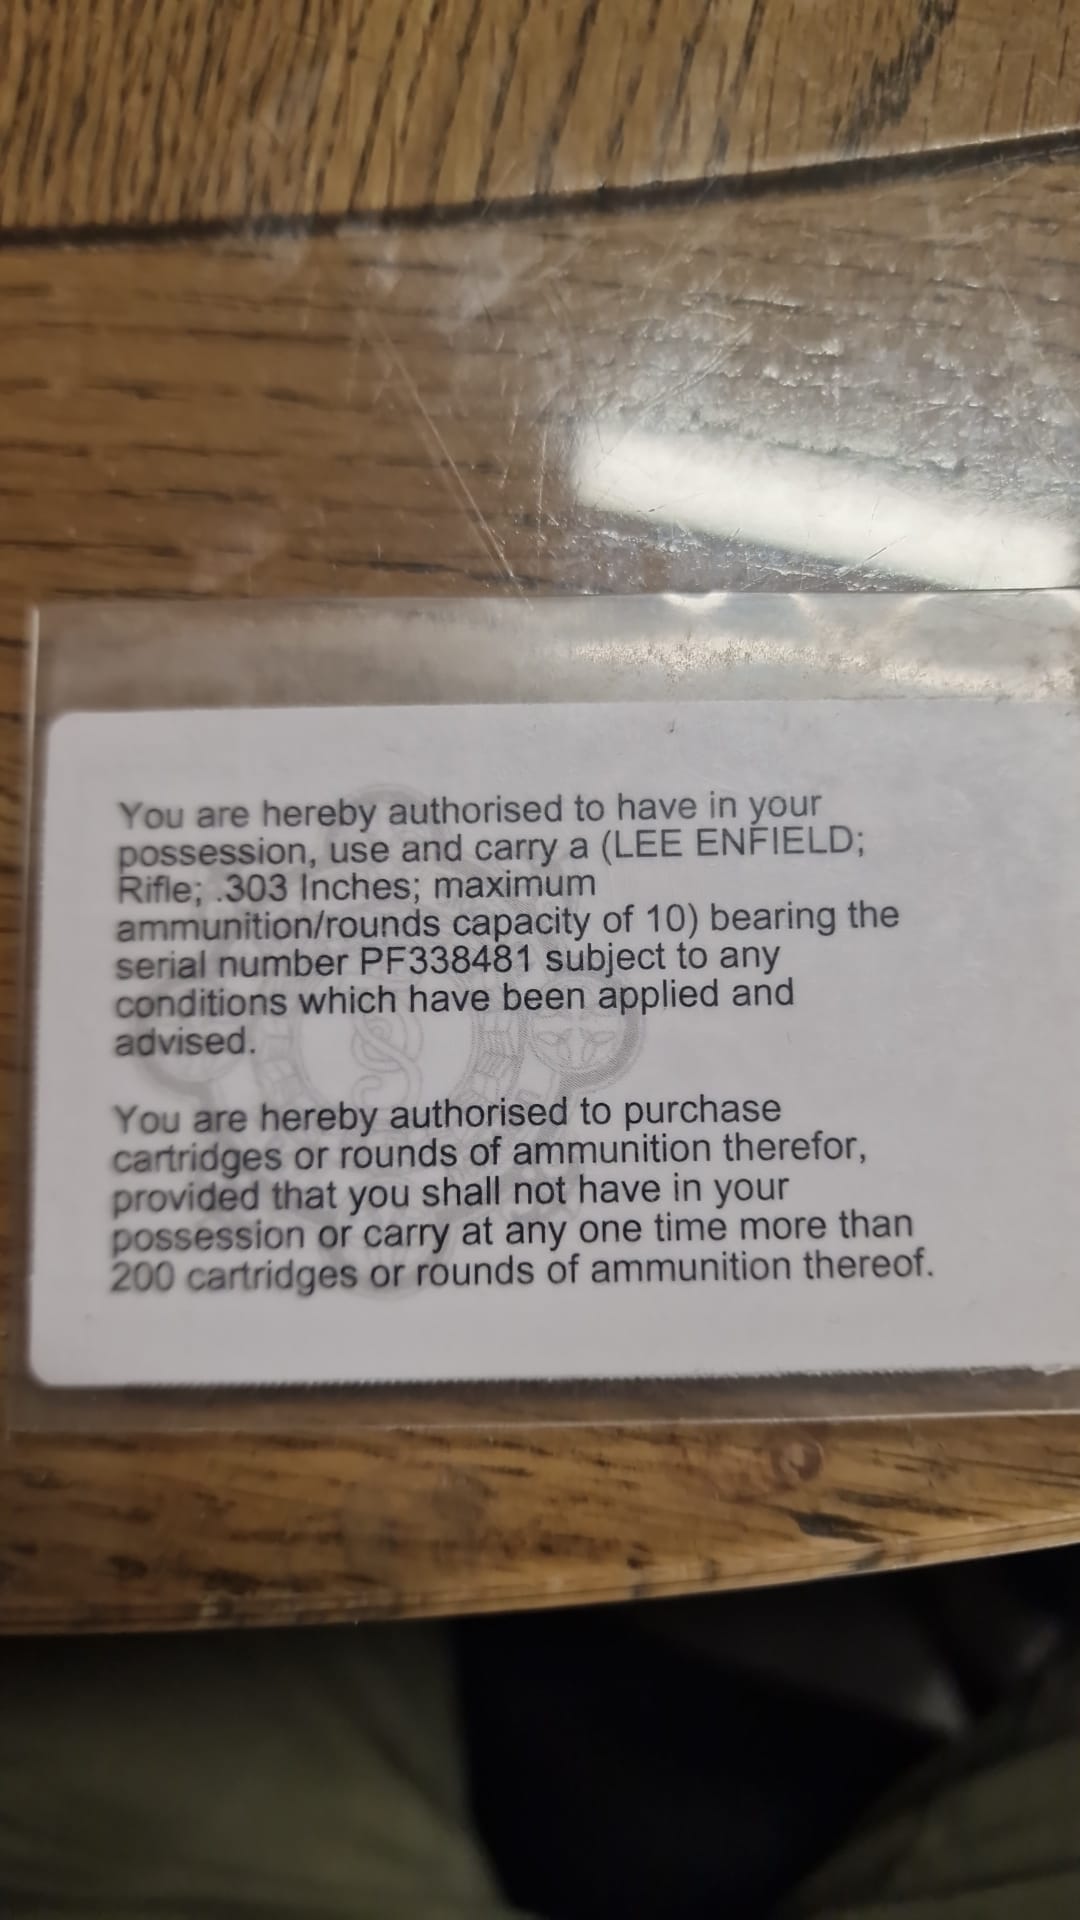 You are hereby authorised to have in your
possession, use and carry a (LEE ENFIELD;
Rifle; .303 Inches; maximum
ammunition/rounds capacity of 10) bearing the
serial number PF338481 subject to any
conditions which have been applied and
advised.
You are hereby authorised to purchase
cartridges or rounds of ammunition therefor,
provided that you shall not have in your
possession or carry at any one time more than
200 cartridges or rounds of ammunition thereof.